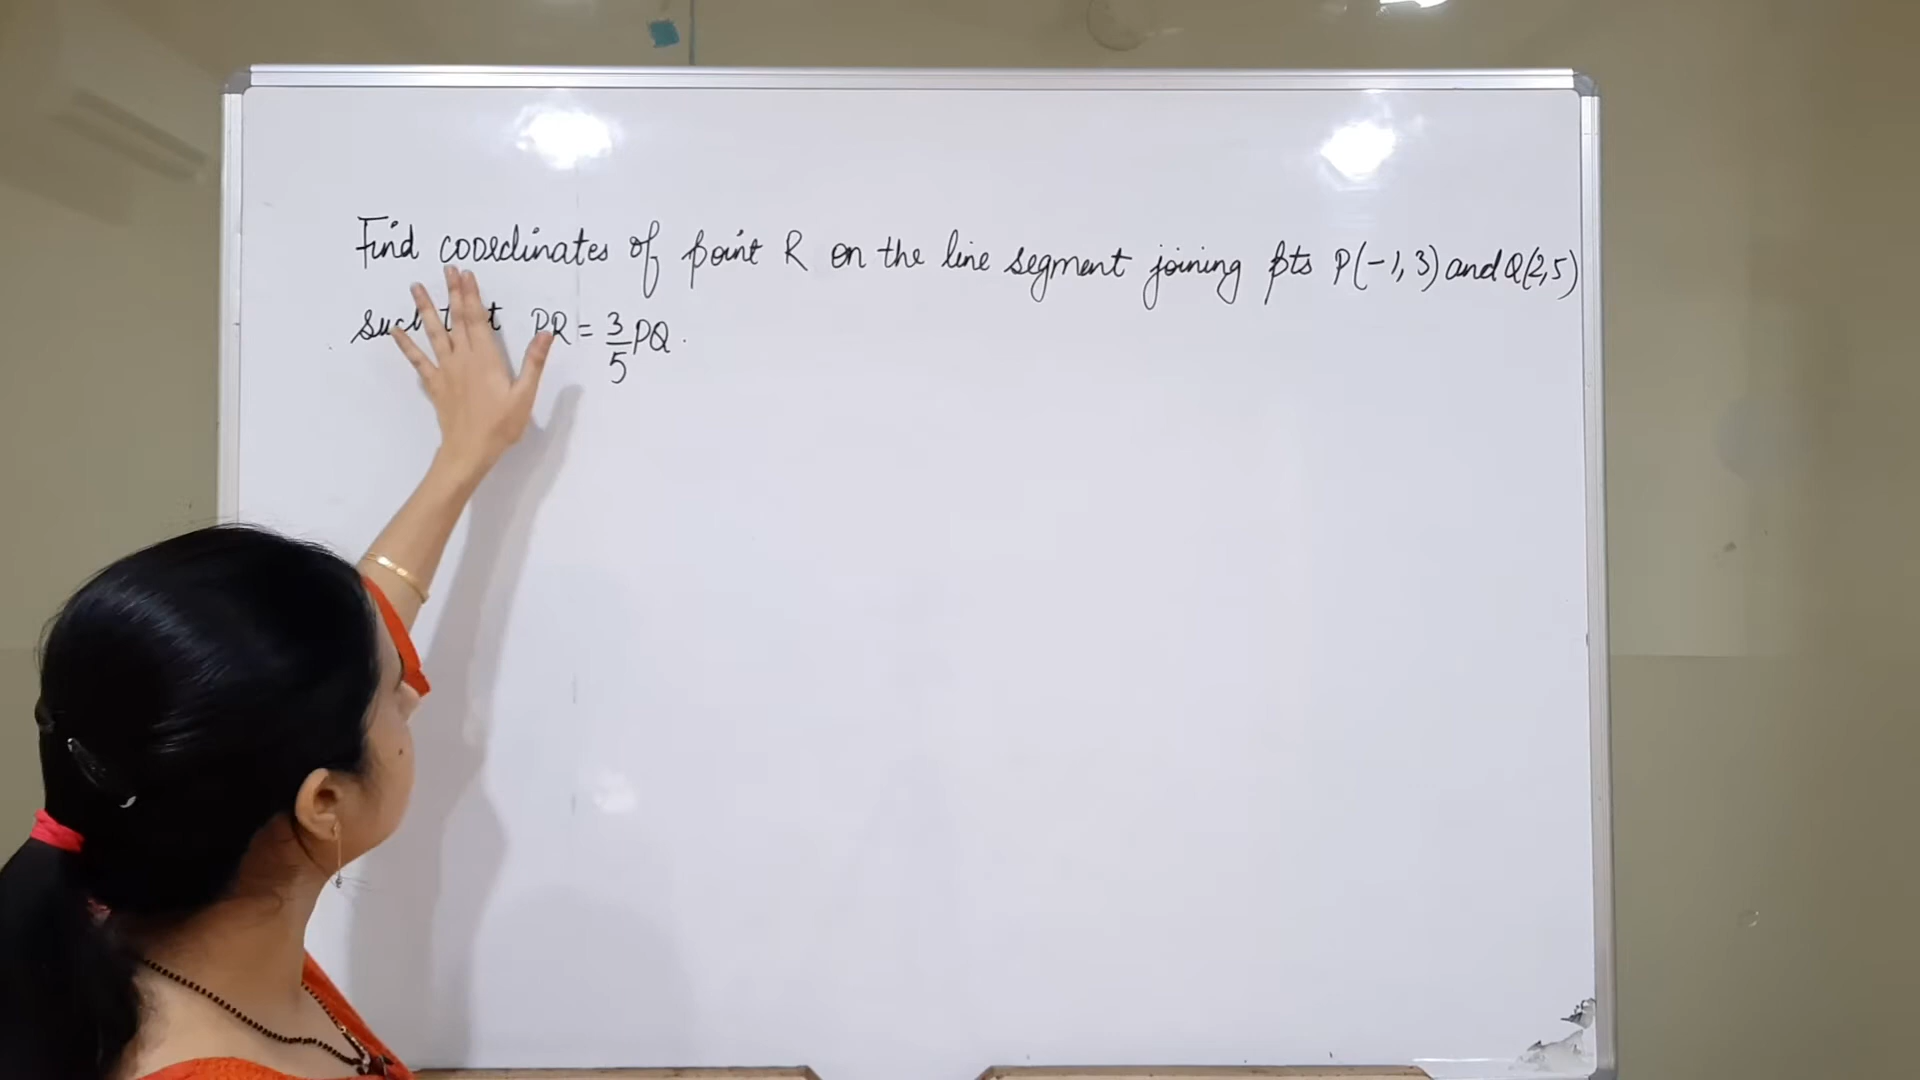 Find coordinates of point R on the line segment joining pts P(-1, 3) and Q(2, 5)
such that PR = 3/5 PQ.